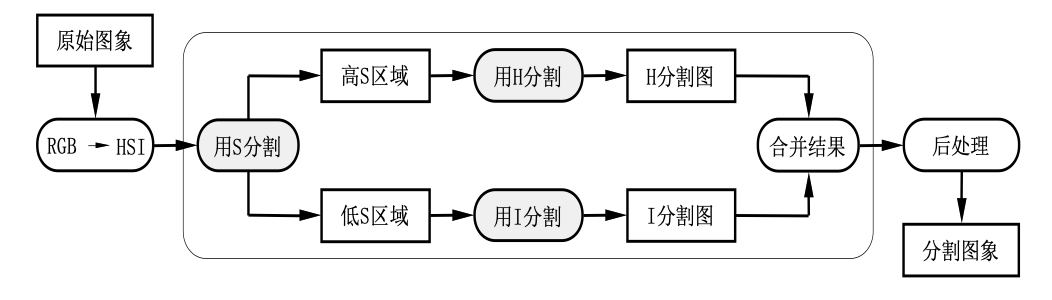 原始图象
RGB → HSI
用S分割
高S区域
用H分割
H分割图
低S区域
用I分割
I分割图
合并结果
后处理
分割图象